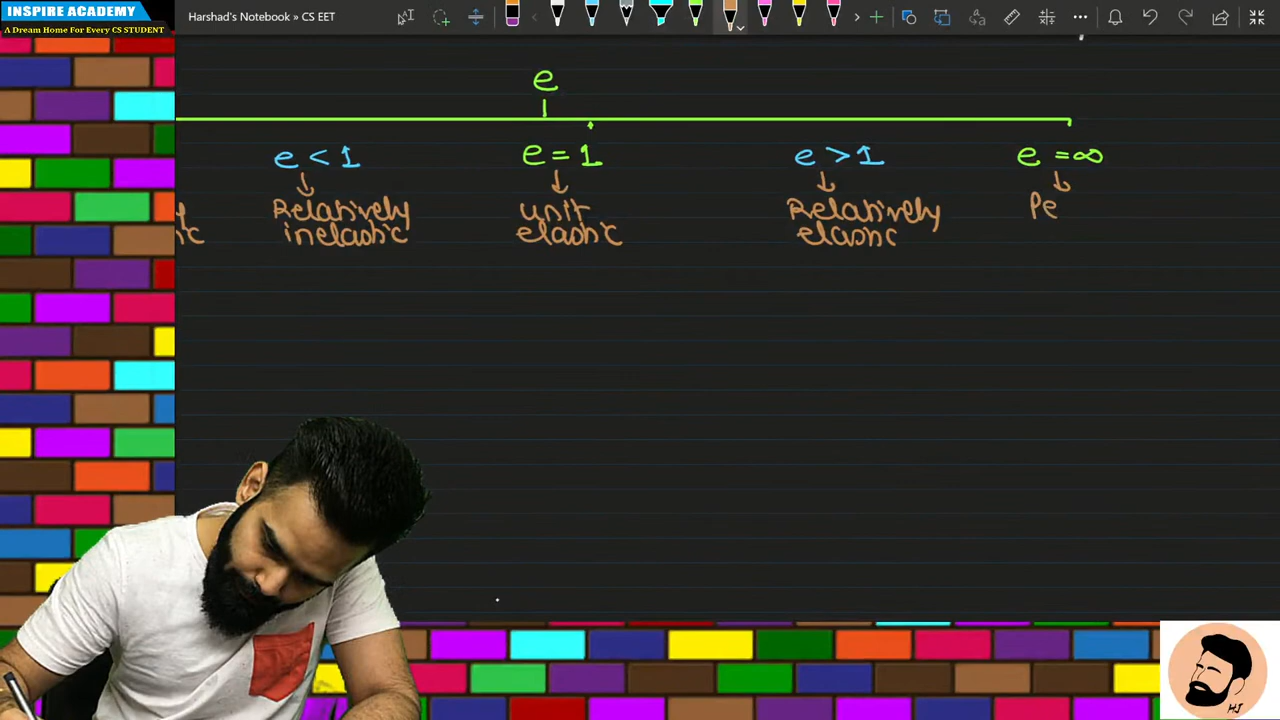 INSPIRE ACADEMY
A Dream Home For Every CS STUDENT
Harshad's Notebook » CS EET
e
e < 1
e = 1
e > 1
e = ∞
Relatively
inelastic
unit
elastic
Relatively
elastic
Pe
HJ